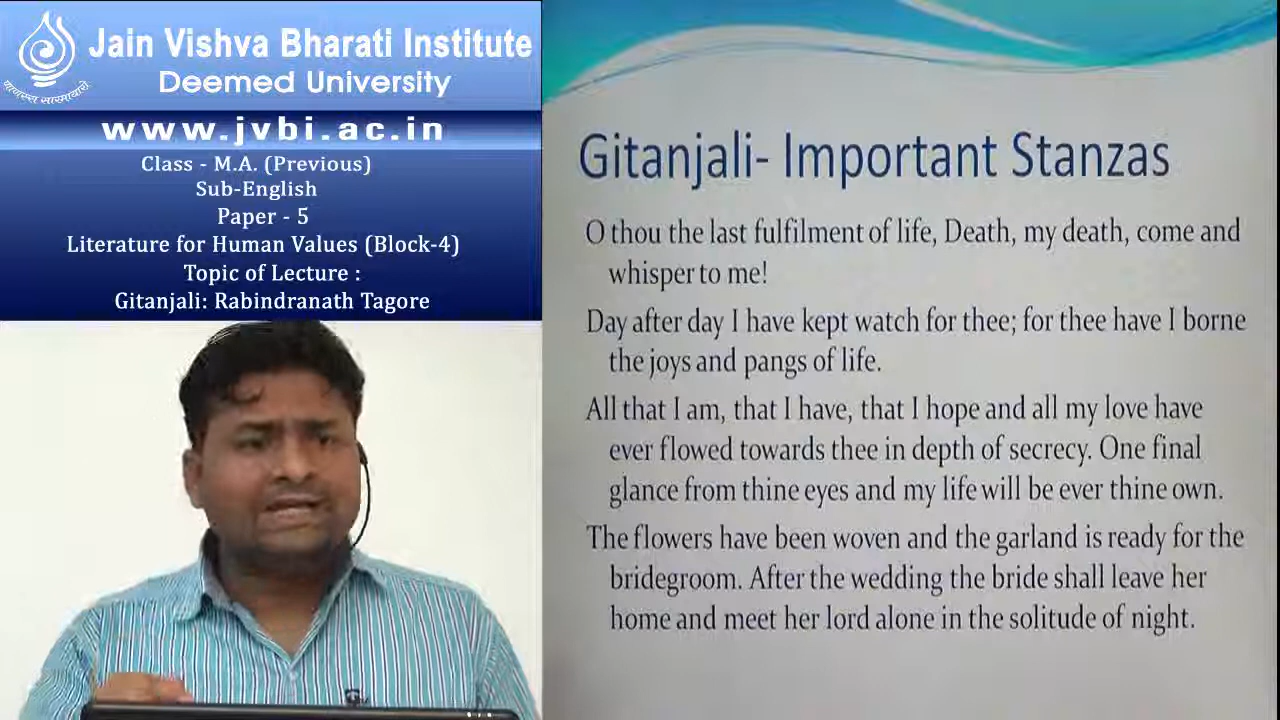 Jain Vishva Bharati Institute
Deemed University
www.jvbi.ac.in
Class - M.A. (Previous)
Sub-English
Paper - 5
Literature for Human Values (Block-4)
Topic of Lecture :
Gitanjali: Rabindranath Tagore
Gitanjali- Important Stanzas
O thou the last fulfilment of life, Death, my death, come and
whisper to me!
Day after day I have kept watch for thee; for thee have I borne
the joys and pangs of life.
All that I am, that I have, that I hope and all my love have
ever flowed towards thee in depth of secrecy. One final
glance from thine eyes and my life will be ever thine own.
The flowers have been woven and the garland is ready for the
bridegroom. After the wedding the bride shall leave her
home and meet her lord alone in the solitude of night.